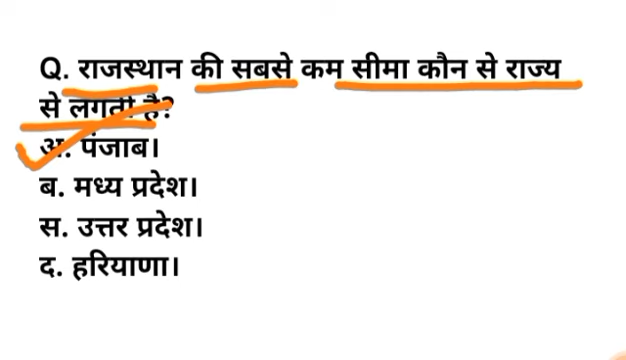 Q. राजस्थान की सबसे कम सीमा कौन से राज्य
से लगती है?
अ. पंजाब।
ब. मध्य प्रदेश।
स. उत्तर प्रदेश।
द. हरियाणा।